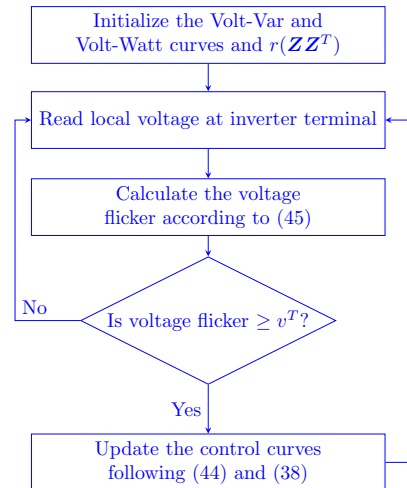 Initialize the Volt-Var and
Volt-Watt curves and r(ZZ^T)
Read local voltage at inverter terminal
Calculate the voltage
flicker according to (45)
Is voltage flicker ≥ v^T?
No
Yes
Update the control curves
following (44) and (38)